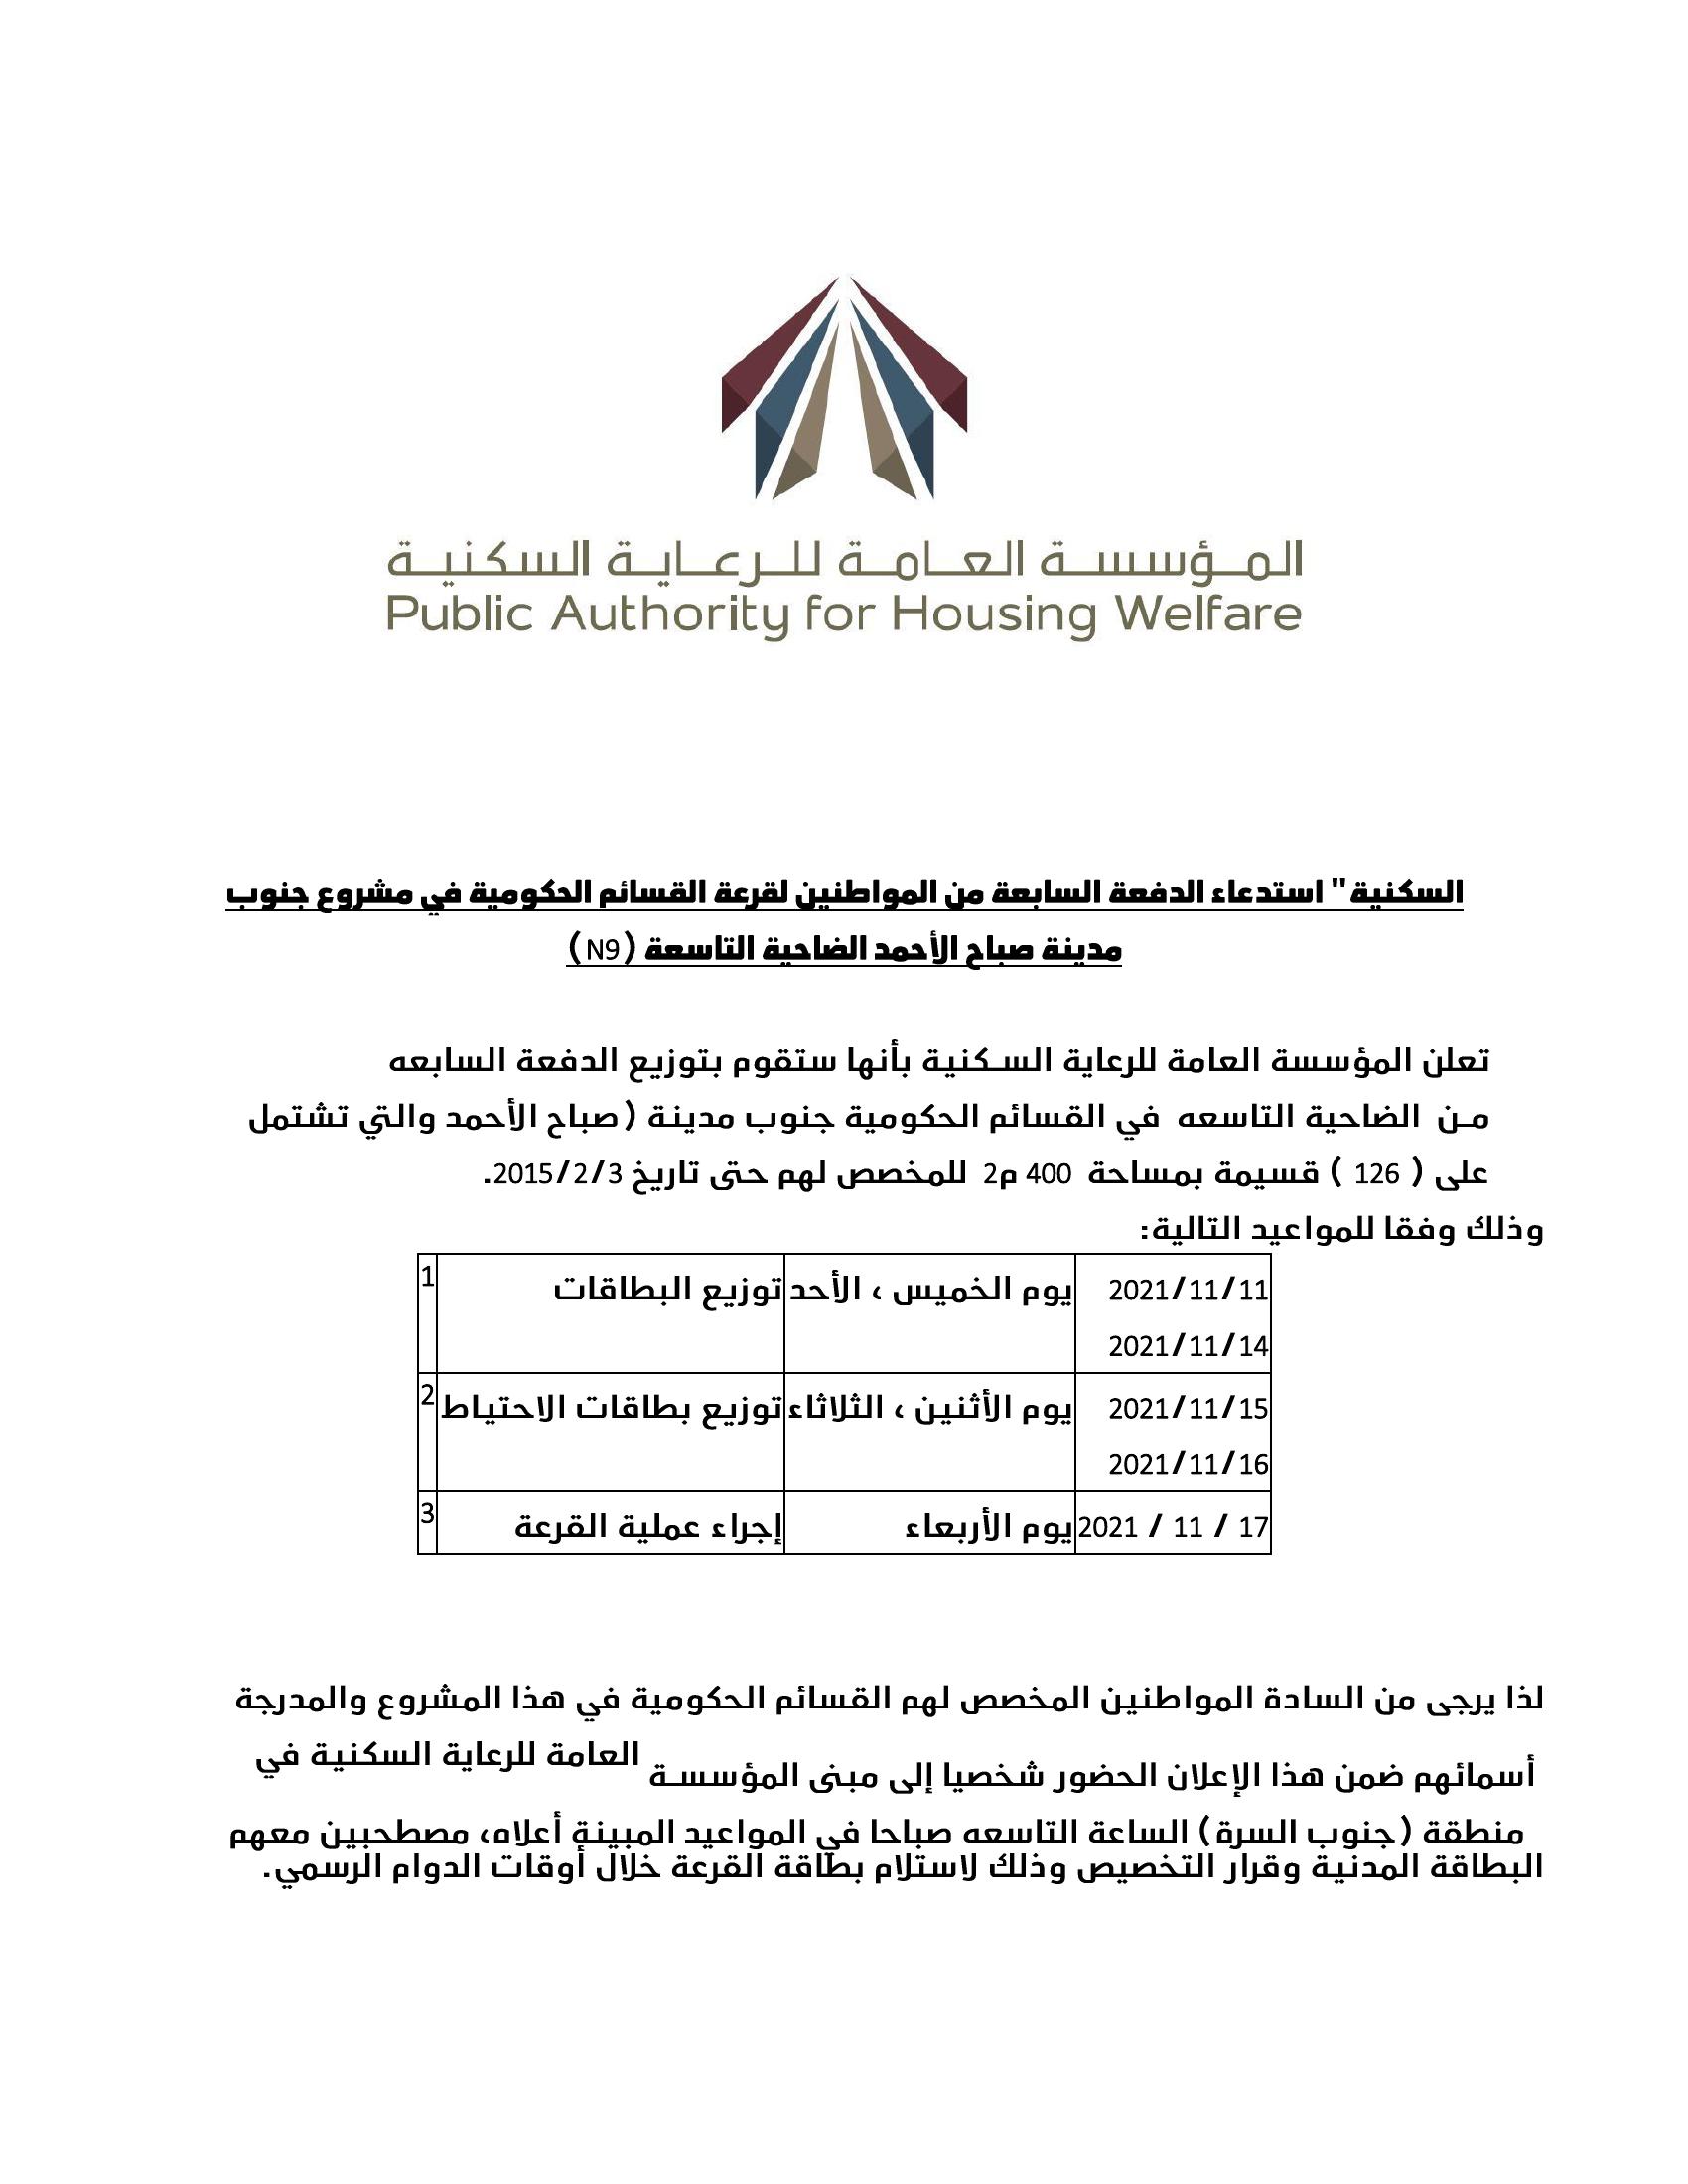 المؤسسة العامة للرعاية السكنية
Public Authority for Housing Welfare
السكنية" استدعاء الدفعة السابعة من المواطنين لقرعة القسائم الحكومية في مشروع جنوب
مدينة صباح الأحمد الضاحية التاسعة (N9)
تعلن المؤسسة العامة للرعاية السـكنية بأنها ستقوم بتوزيع الدفعة السابعه
مـن الضاحية التاسعه في القسائم الحكومية جنوب مدينة (صباح الأحمد والتي تشتمل
على ( 126 ) قسيمة بمساحة 400 م2 للمخصص لهم حتى تاريخ 2015/2/3.
وذلك وفقا للمواعيد التالية:
2021/11/11 يوم الخميس ، الأحد توزيع البطاقات 1
2021/11/14
2021/11/15 يوم الأثنين ، الثلاثاء توزيع بطاقات الاحتياط 2
2021/11/16
2021 / 11 / 17 يوم الأربعاء إجراء عملية القرعة 3
لذا يرجى من السادة المواطنين المخصص لهم القسائم الحكومية في هذا المشروع والمدرجة
أسمائهم ضمن هذا الإعلان الحضور شخصيا إلى مبنى المؤسسـة العامة للرعاية السكنية في
منطقة (جنوب السرة) الساعة التاسعه صباحا في المواعيد المبينة أعلاه، مصطحبين معهم
البطاقة المدنية وقرار التخصيص وذلك لاستلام بطاقة القرعة خلال أوقات الدوام الرسمي.